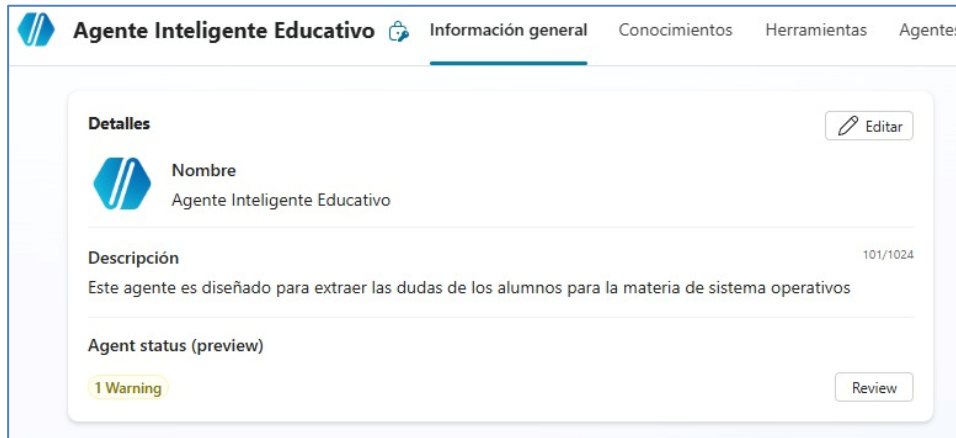 Agente Inteligente Educativo Información general Conocimientos Herramientas Agentes
Detalles Editar
Nombre
Agente Inteligente Educativo
Descripción 101/1024
Este agente es diseñado para extraer las dudas de los alumnos para la materia de sistema operativos
Agent status (preview)
1 Warning Review